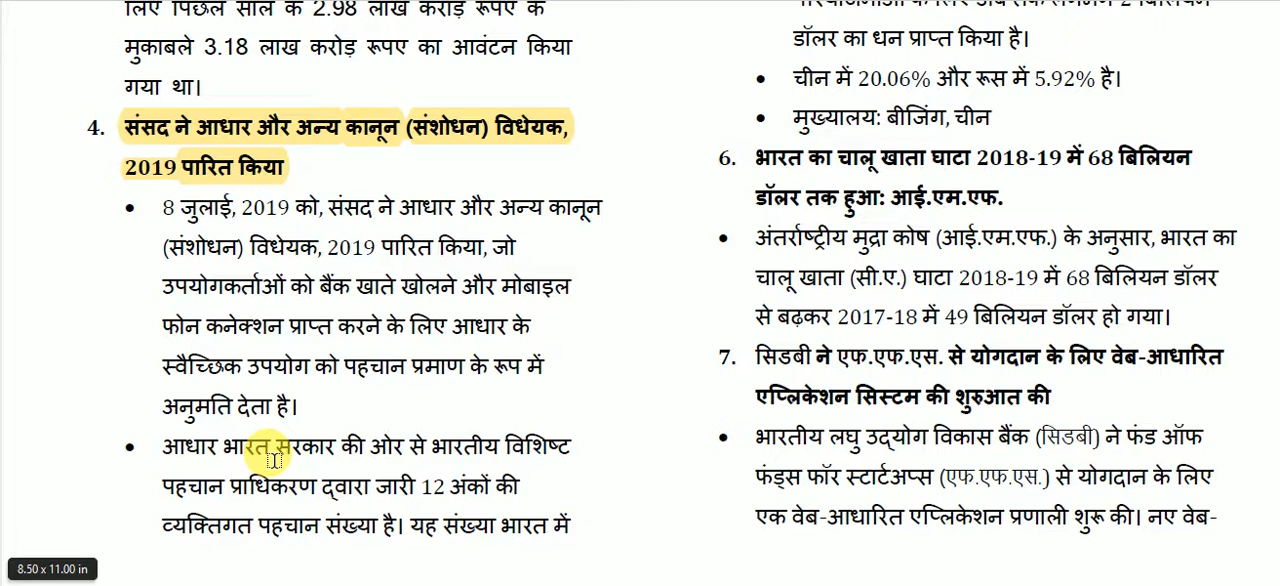 लिए पिछले साल के 2.98 लाख करोड़ रूपए के
मुकाबले 3.18 लाख करोड़ रूपए का आवंटन किया
गया था।
4. संसद ने आधार और अन्य कानून (संशोधन) विधेयक,
2019 पारित किया
• 8 जुलाई, 2019 को, संसद ने आधार और अन्य कानून
(संशोधन) विधेयक, 2019 पारित किया, जो
उपयोगकर्ताओं को बैंक खाते खोलने और मोबाइल
फोन कनेक्शन प्राप्त करने के लिए आधार के
स्वैच्छिक उपयोग को पहचान प्रमाण के रूप में
अनुमति देता है।
• आधार भारत सरकार की ओर से भारतीय विशिष्ट
पहचान प्राधिकरण द्वारा जारी 12 अंकों की
व्यक्तिगत पहचान संख्या है। यह संख्या भारत में
डॉलर का धन प्राप्त किया है।
• चीन में 20.06% और रूस में 5.92% है।
• मुख्यालय: बीजिंग, चीन
6. भारत का चालू खाता घाटा 2018-19 में 68 बिलियन
डॉलर तक हुआ: आई.एम.एफ.
• अंतर्राष्ट्रीय मुद्रा कोष (आई.एम.एफ.) के अनुसार, भारत का
चालू खाता (सी.ए.) घाटा 2018-19 में 68 बिलियन डॉलर
से बढ़कर 2017-18 में 49 बिलियन डॉलर हो गया।
7. सिडबी ने एफ.एफ.एस. से योगदान के लिए वेब-आधारित
एप्लिकेशन सिस्टम की शुरुआत की
• भारतीय लघु उद्योग विकास बैंक (सिडबी) ने फंड ऑफ
फंड्स फॉर स्टार्टअप्स (एफ.एफ.एस.) से योगदान के लिए
एक वेब-आधारित एप्लिकेशन प्रणाली शुरू की। नए वेब-
8.50 x 11.00 in